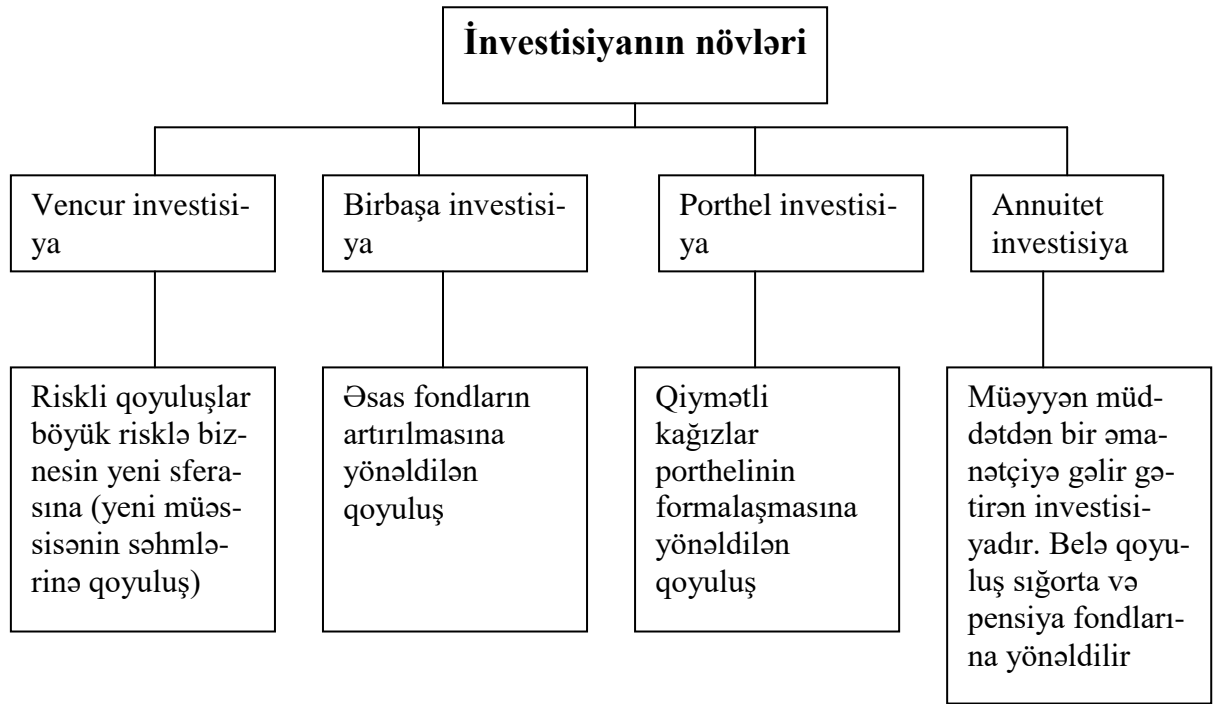 İnvestisiyanın növləri
Vencur investisi-
ya
Birbaşa investisi-
ya
Porthel investisi-
ya
Annuitet
investisiya
Riskli qoyuluşlar
böyük risklə biz-
nesin yeni sfera-
sına (yeni müəs-
sisənin səhmlə-
rinə qoyuluş)
Əsas fondların
artırılmasına
yönəldilən
qoyuluş
Qiymətli
kağızlar
porthelinin
formalaşmasına
yönəldilən
qoyuluş
Müəyyən müd-
dətdən bir əma-
nətçiyə gəlir gə-
tirən investisi-
yadır. Belə qoyu-
luş sığorta və
pensiya fondları-
na yönəldilir